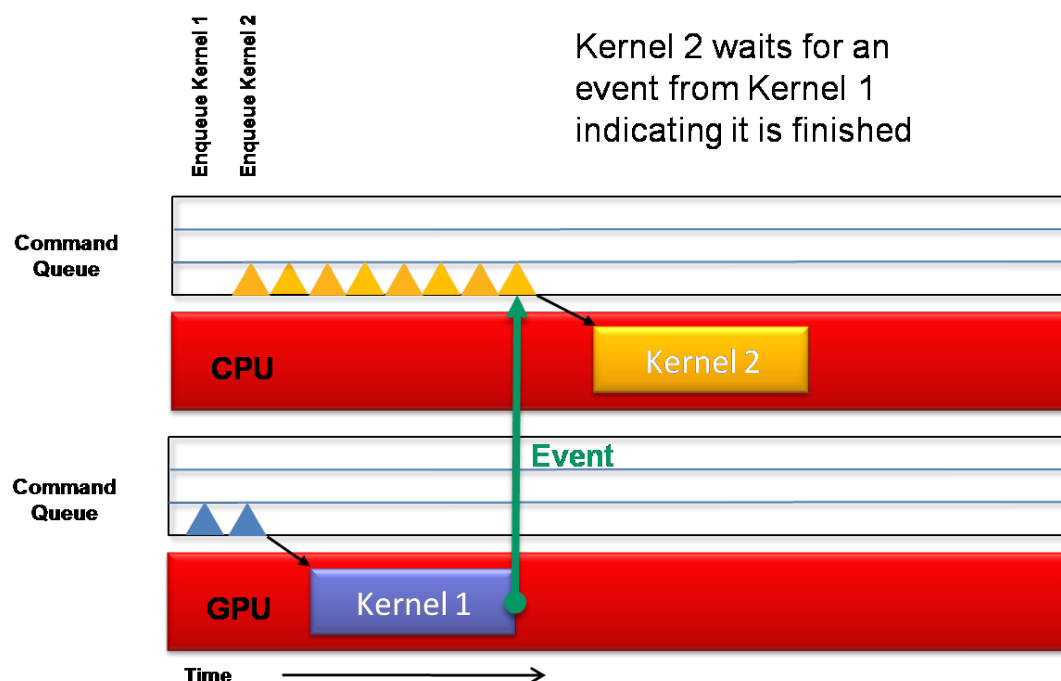 Enqueue Kernel 1
Enqueue Kernel 2
Kernel 2 waits for an
event from Kernel 1
indicating it is finished
Command
Queue
CPU
Kernel 2
Event
Command
Queue
GPU
Kernel 1
Time